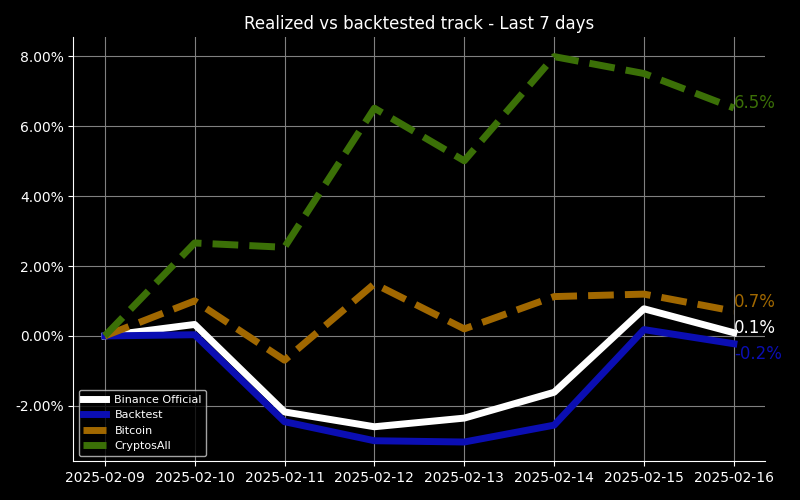 Realized vs backtested track - Last 7 days
8.00%
6.00%
4.00%
2.00%
0.00%
-2.00%
6.5%
0.7%
0.1%
-0.2%
Binance Official
Backtest
Bitcoin
CryptosAll
2025-02-09 2025-02-10 2025-02-11 2025-02-12 2025-02-13 2025-02-14 2025-02-15 2025-02-16